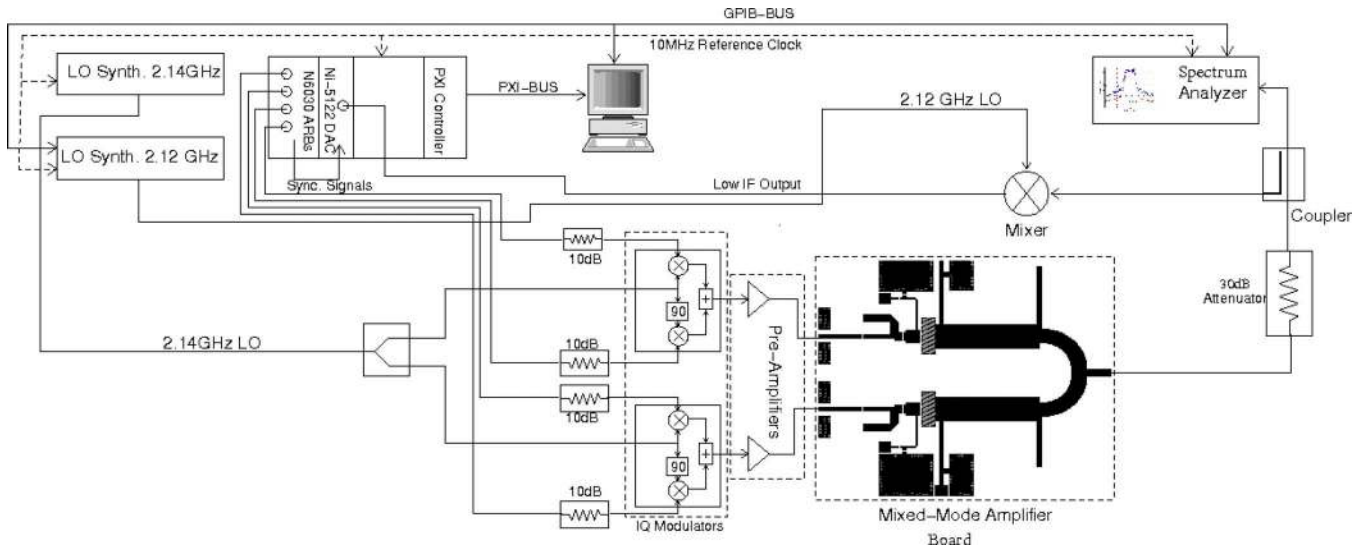 GPIB-BUS
10MHz Reference Clock
LO Synth. 2.14GHz
LO Synth. 2.12 GHz
N6030 ARBs
Ni-5122 DAC
PXI Controller
PXI-BUS
Sync. Signals
2.12 GHz LO
Spectrum
Analyzer
Low IF Output
Mixer
Coupler
10dB
30dB
Attenuator
90
+
2.14GHz LO
10dB
10dB
Pre-Amplifiers
90
+
10dB
IQ Modulators
Mixed-Mode Amplifier
Board